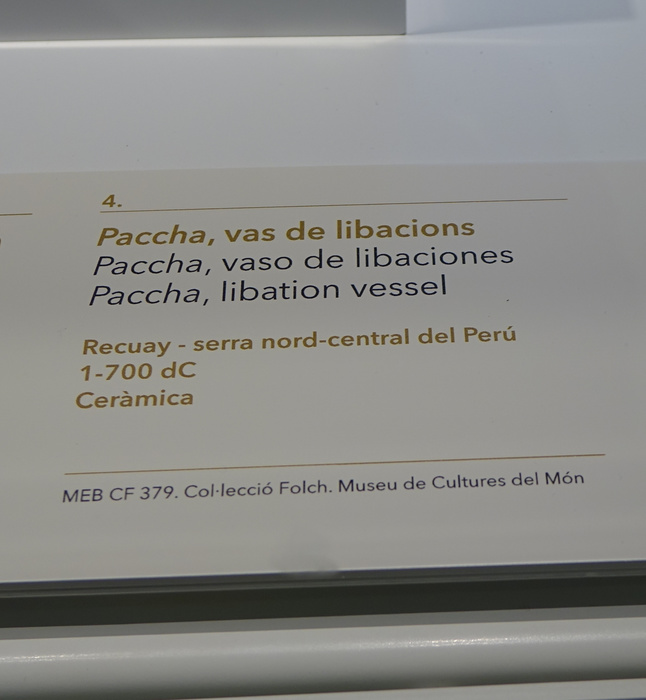 4.
Paccha, vas de libacions
Paccha, vaso de libaciones
Paccha, libation vessel
Recuay - serra nord-central del Perú
1-700 dC
Ceràmica
MEB CF 379. Col·lecció Folch. Museu de Cultures del Món